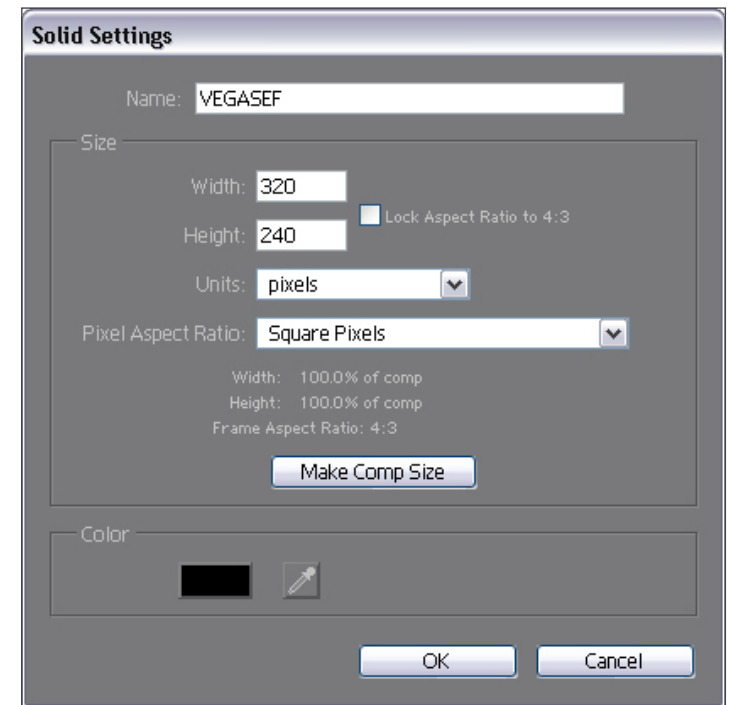 Solid Settings
Name: VEGASEF
Size
Width: 320
Lock Aspect Ratio to 4:3
Height: 240
Units: pixels
Pixel Aspect Ratio: Square Pixels
Width: 100.0% of comp
Height: 100.0% of comp
Frame Aspect Ratio: 4:3
Make Comp Size
Color
OK Cancel